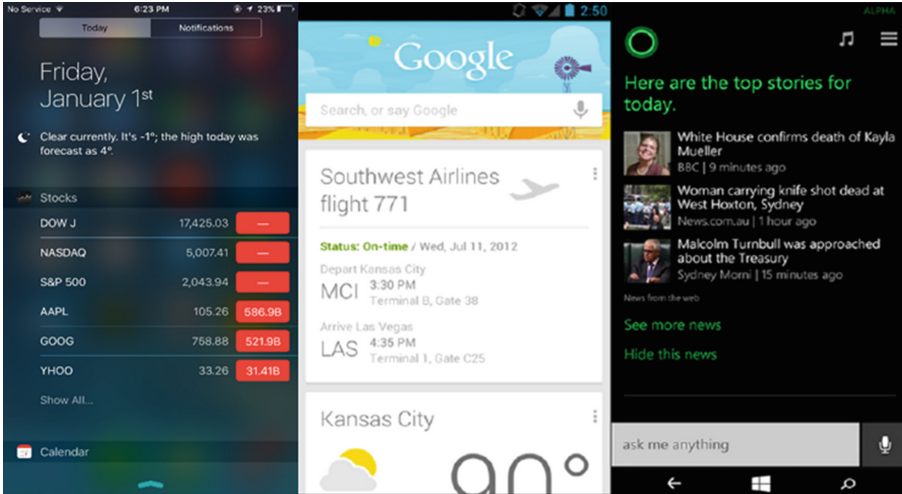 No Service 6:23 PM 23%
Today Notifications
Friday,
January 1st
Clear currently. It's -1°; the high today was
forecast as 4°.
Stocks
DOW J 17,425.03 —
NASDAQ 5,007.41 —
S&P 500 2,043.94 —
AAPL 105.26 586.9B
GOOG 758.88 521.9B
YHOO 33.26 31.41B
Show All...
Calendar
2:50
Google
Search, or say Google
Southwest Airlines
flight 771
Status: On-time / Wed, Jul 11, 2012
Depart Kansas City
MCI 3:30 PM
Terminal B, Gate 38
Arrive Las Vegas
LAS 4:35 PM
Terminal 1, Gate C25
Kansas City
90°
ALPHA
Here are the top stories for
today.
White House confirms death of Kayla
Mueller
BBC | 9 minutes ago
Woman carrying knife shot dead at
West Hoxton, Sydney
News.com.au | 1 hour ago
Malcolm Turnbull was approached
about the Treasury
Sydney Morni | 15 minutes ago
News from the web
See more news
Hide this news
ask me anything